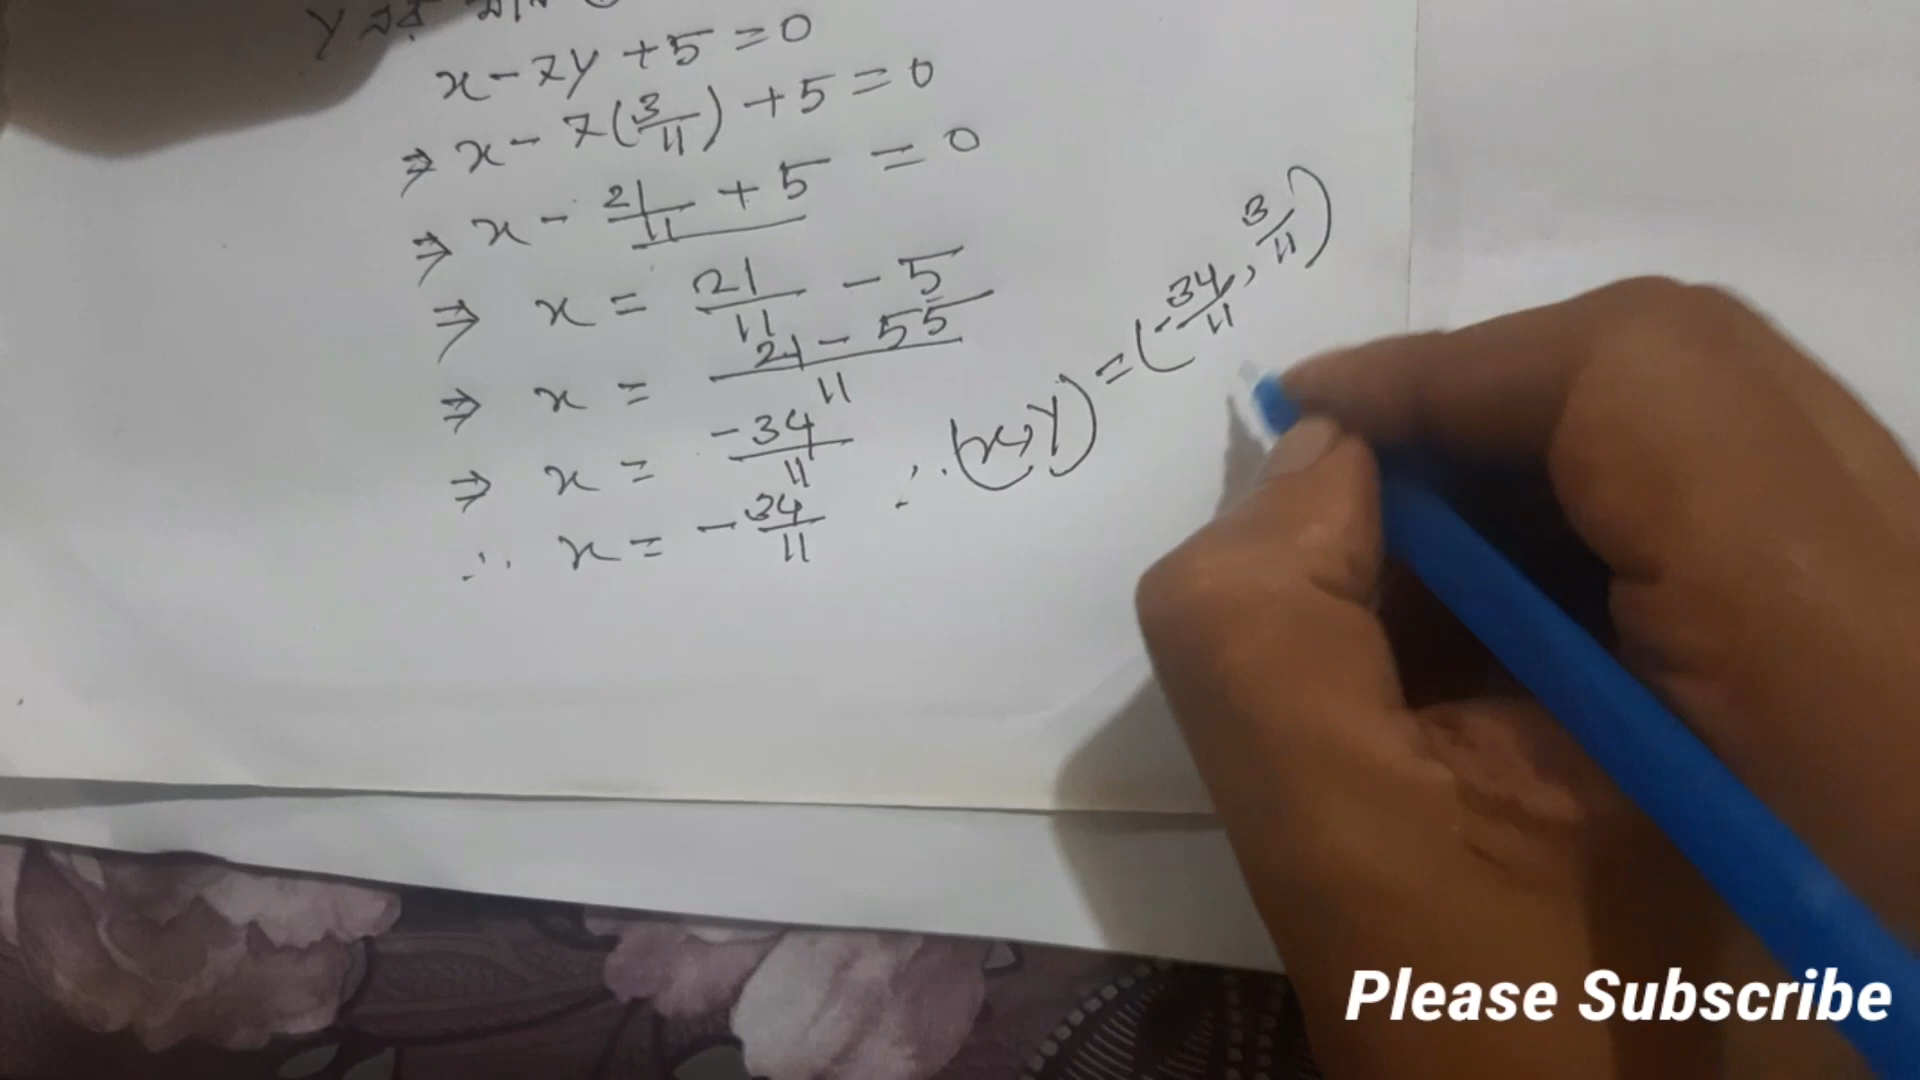 Y এর মান
x - 7y + 5 = 0
⇒ x - 7(3/11) + 5 = 0
⇒ x - 21/11 + 5 = 0
⇒ x = 21/11 - 5
⇒ x = 21 - 55/11
⇒ x = -34/11
∴ x = -34/11
∴ (x, y) = (-34/11, 3/11)
Please Subscribe